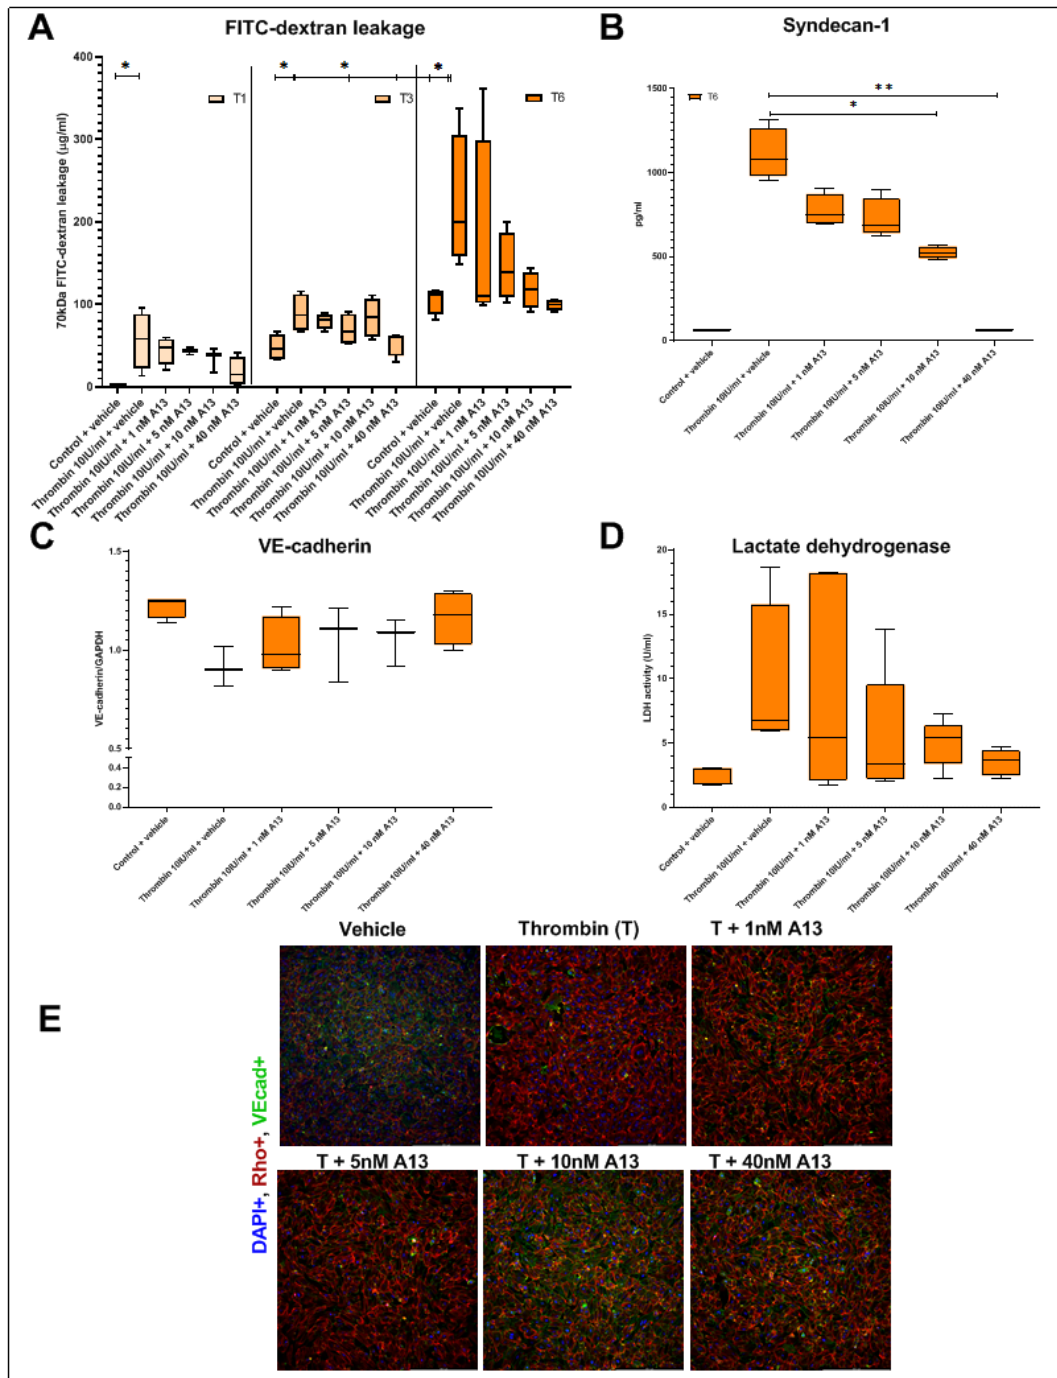 A
FITC-dextran leakage
70kDa FITC-dextran leakage (µg/ml)
400
300
200
100
0
*
*
*
*
T1
T3
T6
Control + vehicle
Thrombin 10IU/ml + vehicle
Thrombin 10IU/ml + 1 nM A13
Thrombin 10IU/ml + 5 nM A13
Thrombin 10IU/ml + 10 nM A13
Thrombin 10IU/ml + 40 nM A13
Control + vehicle
Thrombin 10IU/ml + vehicle
Thrombin 10IU/ml + 1 nM A13
Thrombin 10IU/ml + 5 nM A13
Thrombin 10IU/ml + 10 nM A13
Thrombin 10IU/ml + 40 nM A13
Control + vehicle
Thrombin 10IU/ml + vehicle
Thrombin 10IU/ml + 1 nM A13
Thrombin 10IU/ml + 5 nM A13
Thrombin 10IU/ml + 10 nM A13
Thrombin 10IU/ml + 40 nM A13
B
Syndecan-1
pg/ml
1500
1000
500
0
T6
**
*
Control + vehicle
Thrombin 10IU/ml + vehicle
Thrombin 10IU/ml + 1 nM A13
Thrombin 10IU/ml + 5 nM A13
Thrombin 10IU/ml + 10 nM A13
Thrombin 10IU/ml + 40 nM A13
C
VE-cadherin
VE-cadherin/GAPDH
1.5
1.0
0.5
0.4
0.2
0.0
Control + vehicle
Thrombin 10IU/ml + vehicle
Thrombin 10IU/ml + 1 nM A13
Thrombin 10IU/ml + 5 nM A13
Thrombin 10IU/ml + 10 nM A13
Thrombin 10IU/ml + 40 nM A13
D
Lactate dehydrogenase
LDH activity (U/ml)
20
15
10
5
0
Control + vehicle
Thrombin 10IU/ml + vehicle
Thrombin 10IU/ml + 1 nM A13
Thrombin 10IU/ml + 5 nM A13
Thrombin 10IU/ml + 10 nM A13
Thrombin 10IU/ml + 40 nM A13
E
DAPI+, Rho+, VEcad+
Vehicle
Thrombin (T)
T + 1nM A13
T + 5nM A13
T + 10nM A13
T + 40nM A13